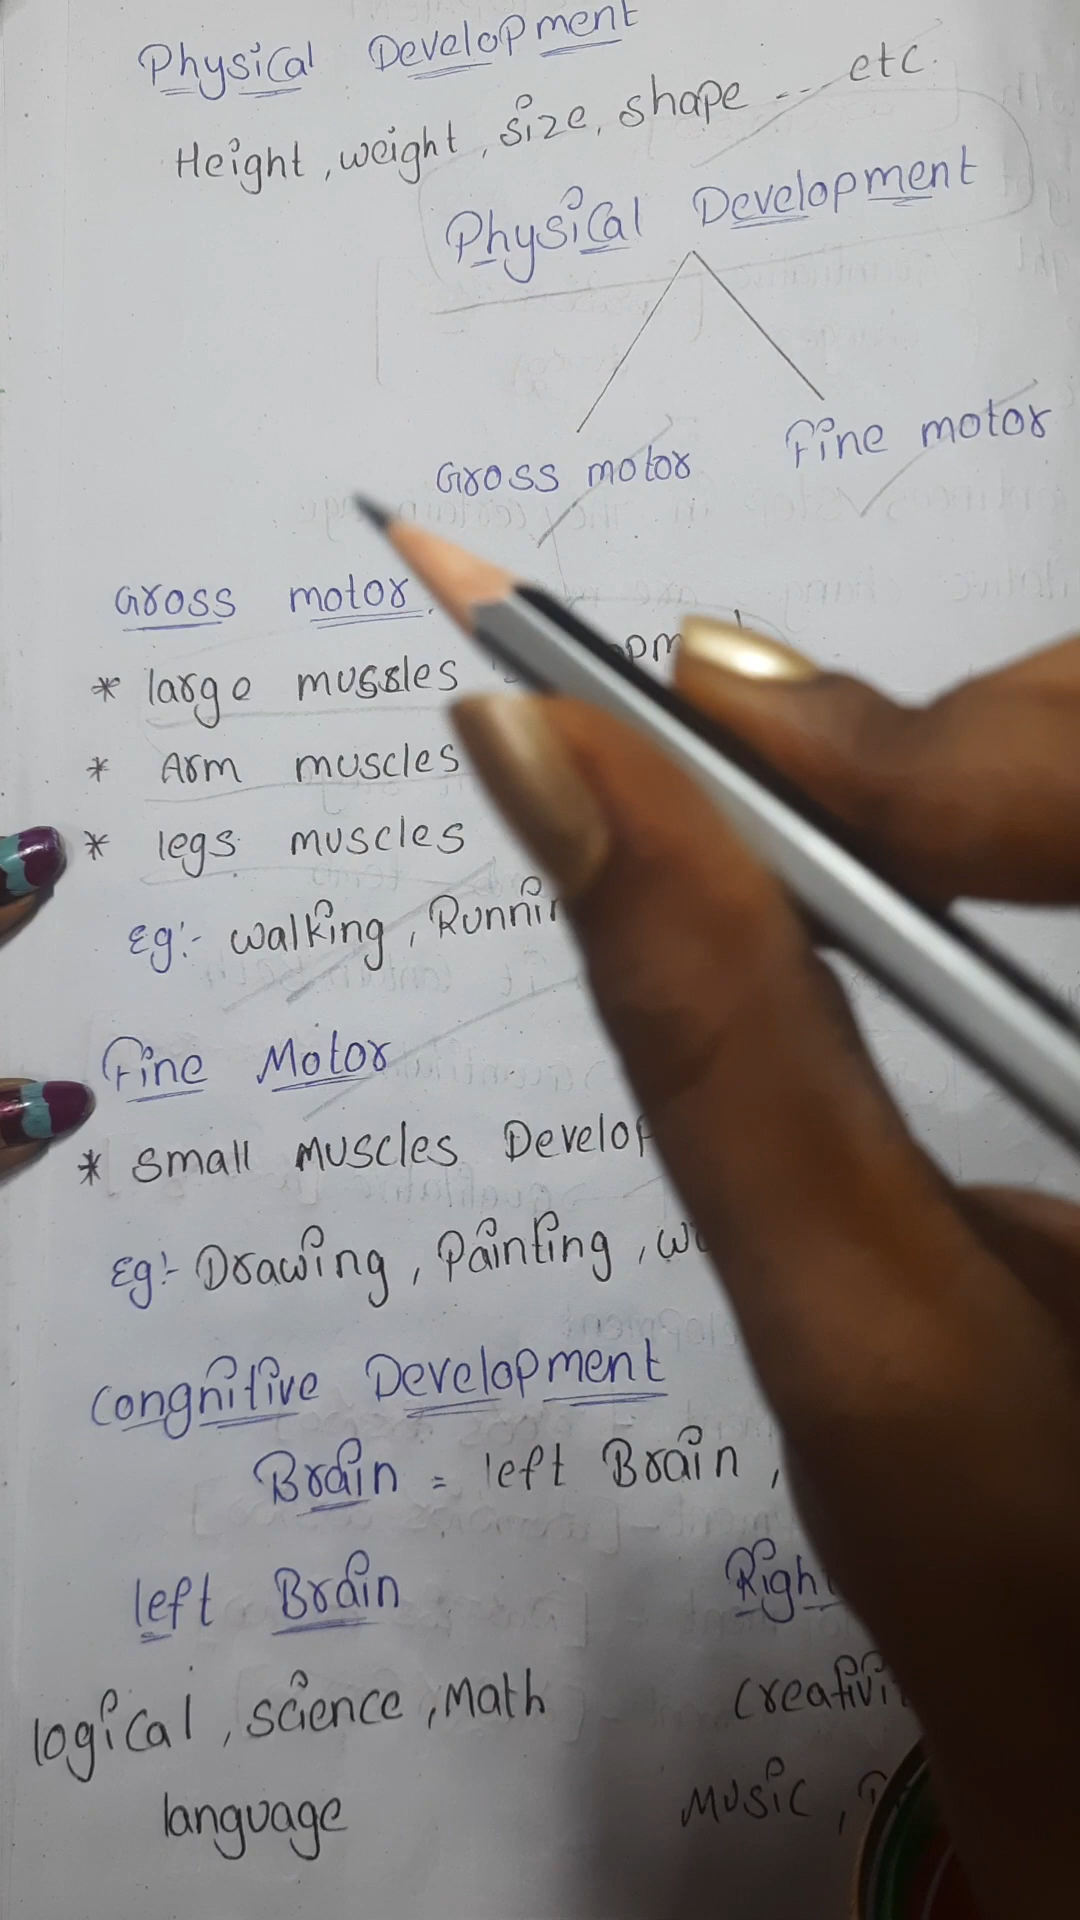 Physical Development
Height, weight, size, shape -- etc.
Physical Development
Gross motor Fine motor
Gross motor
* large muscles
* Arm muscles
* legs muscles
Eg:- walking,
Fine Motor
* small muscles
Eg:- Drawing, Painting,
Congnitive Development
Brain = left Brain,
left Brain
logical, science, Math
language
Music,